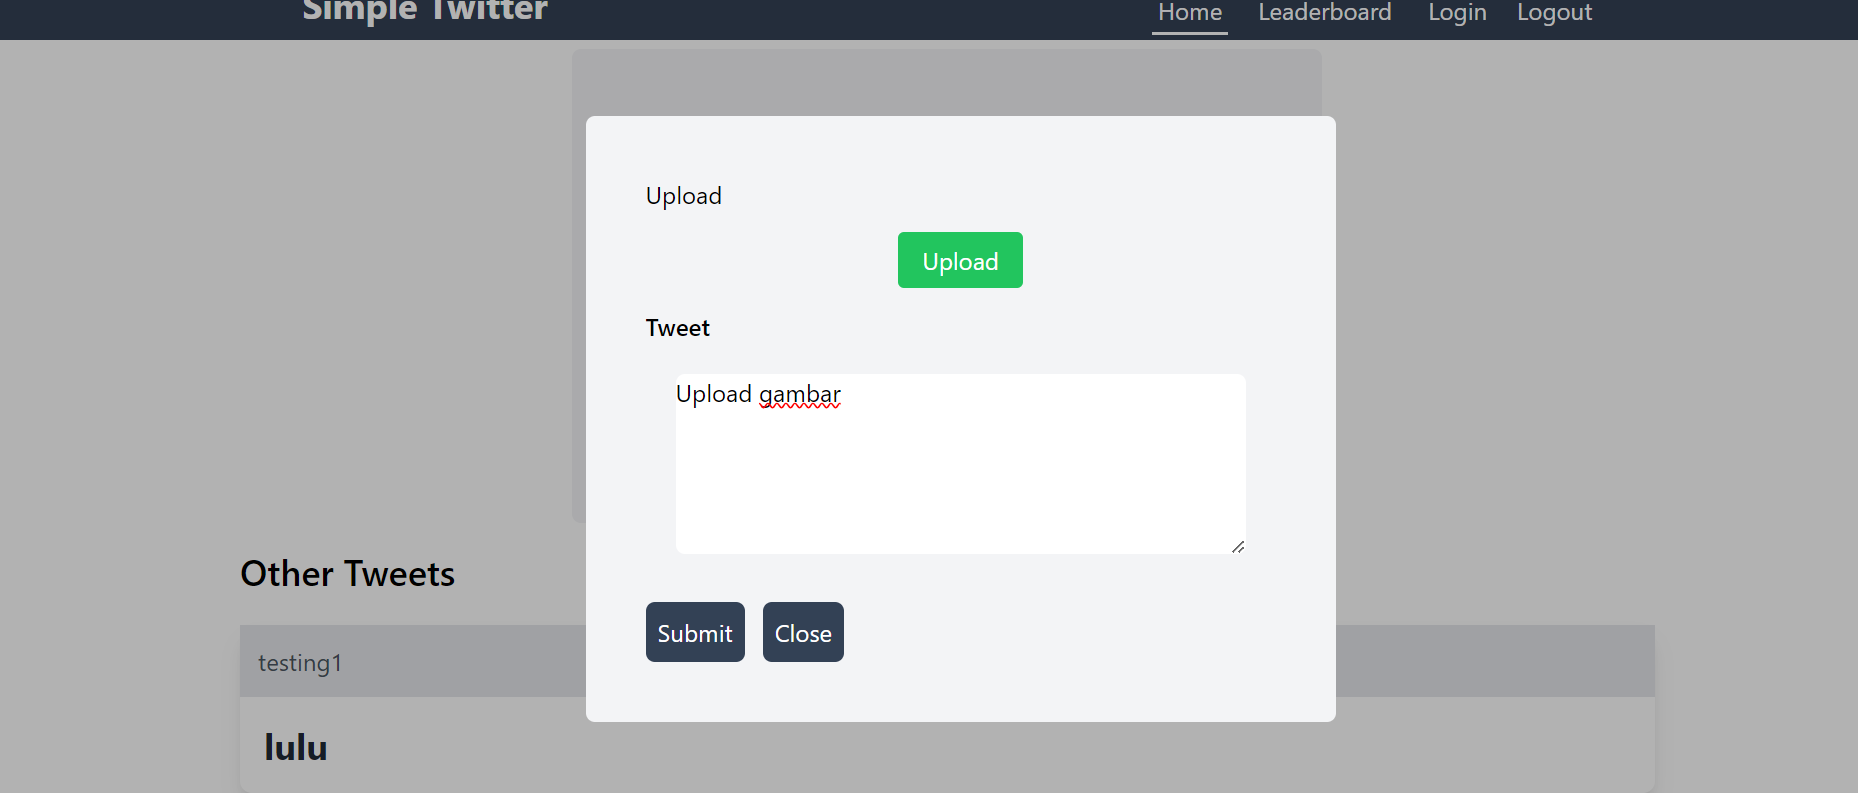 Simple Twitter
Home Leaderboard Login Logout
Upload
Upload
Tweet
Upload gambar
Submit Close
Other Tweets
testing1
lulu